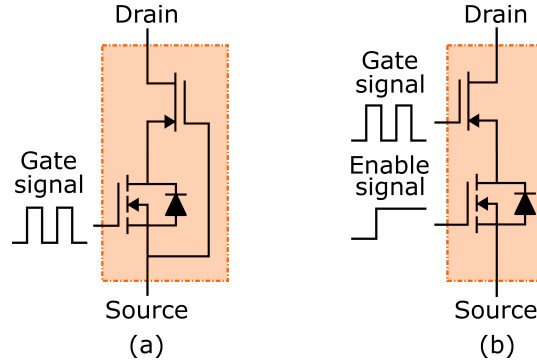 Drain
Gate
signal
Source
(a)
Drain
Gate
signal
Enable
signal
Source
(b)